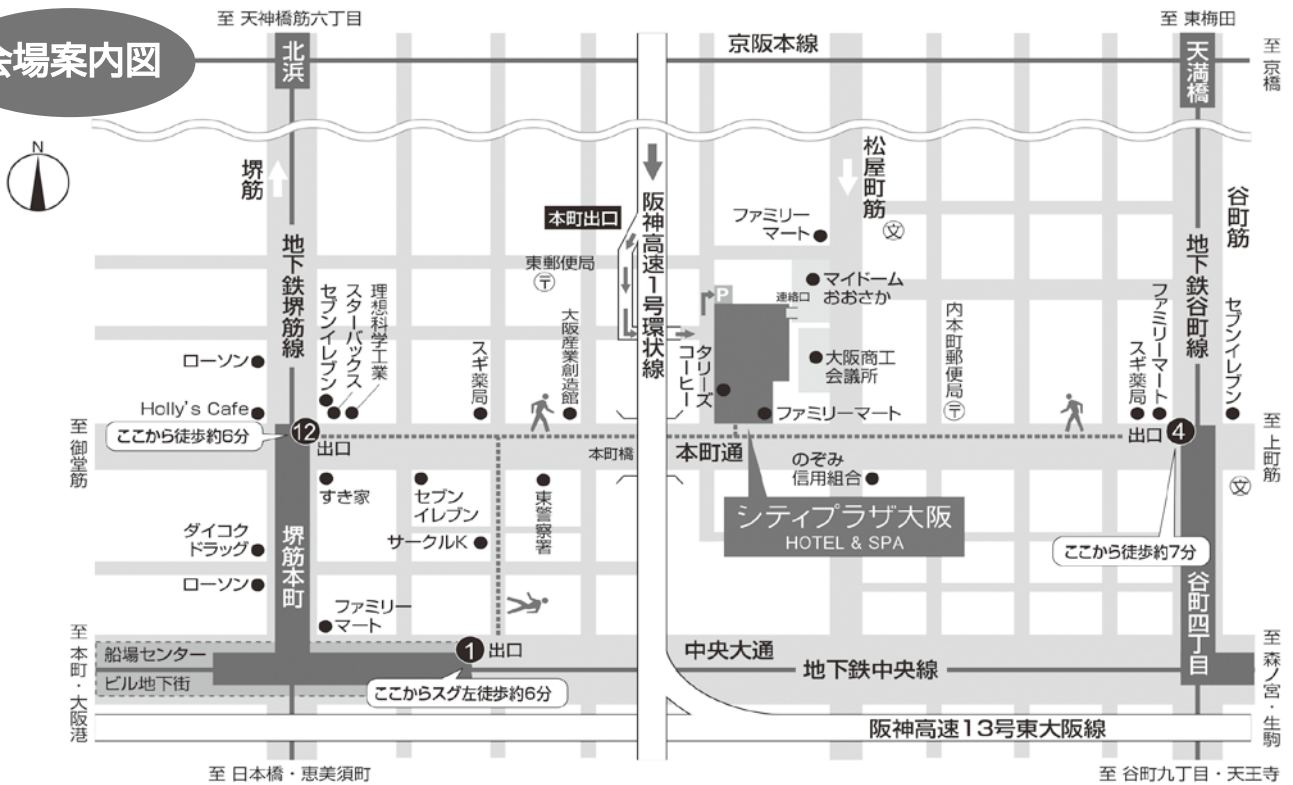 会場案内図
至 天神橋筋六丁目
至 東梅田
北浜
京阪本線
天満橋
至 京橋
N
堺筋
松屋町筋
谷町筋
本町出口
阪神高速1号環状線
ファミリー
マート
文
地下鉄堺筋線
地下鉄谷町線
東郵便局
〒
P
連絡口
マイドーム
おおさか
セブンイレブン
スターバックス
理想科学工業
スギ薬局
大阪産業創造館
タリーズ
コーヒー
大阪商工
会議所
内本町郵便局
〒
スギ薬局
ファミリーマート
セブンイレブン
ローソン
Holly's Cafe
ファミリーマート
至 御堂筋
ここから徒歩約6分
12
出口
本町橋
本町通
出口
4
至 上町筋
のぞみ
信用組合
文
すき家
セブン
イレブン
東警察署
シティプラザ大阪
HOTEL & SPA
ダイコク
ドラッグ
サークルK
ここから徒歩約7分
ローソン
堺筋本町
谷町四丁目
ファミリー
マート
至 本町・大阪港
船場センター
ビル地下街
1
出口
ここからスグ左徒歩約6分
中央大通
地下鉄中央線
至 森ノ宮・生駒
阪神高速13号東大阪線
至 日本橋・恵美須町
至 谷町九丁目・天王寺